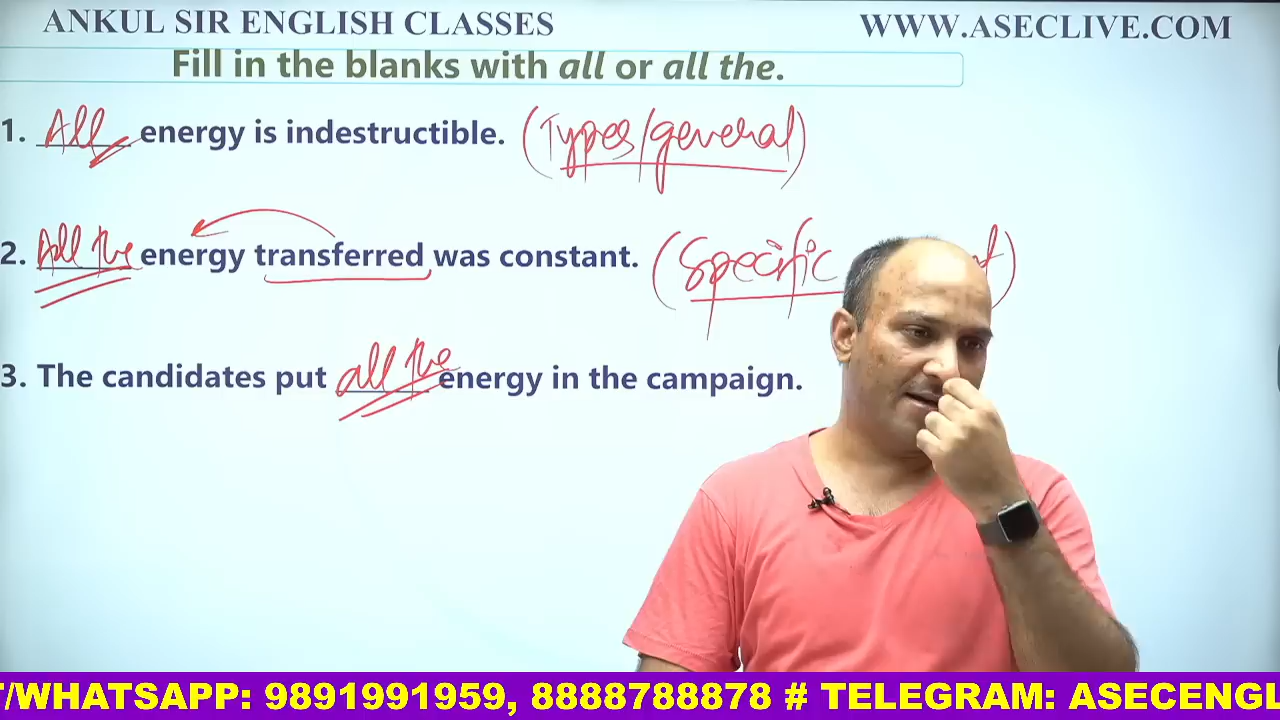 ANKUL SIR ENGLISH CLASSES WWW.ASECLIVE.COM
Fill in the blanks with all or all the.
1. All energy is indestructible. (Types/general)
2. All the energy transferred was constant. (Specific
3. The candidates put all the energy in the campaign.
T/WHATSAPP: 9891991959, 8888788878 # TELEGRAM: ASECENGL